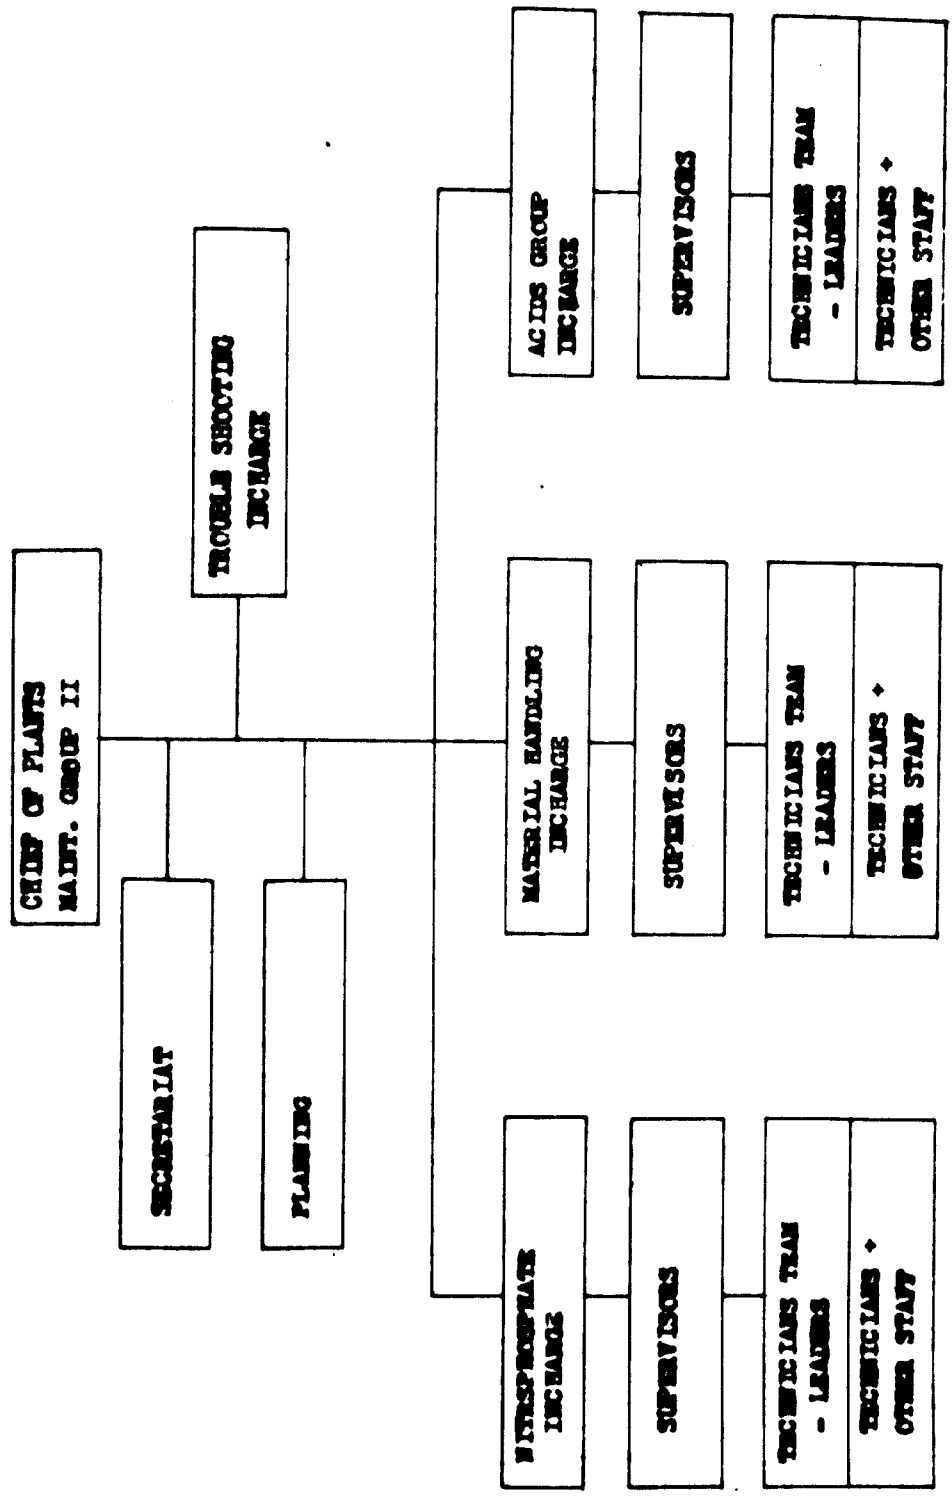 CHIEF OF PLANTS
MAINT. GROUP II
TROUBLE SHOOTING
INCHARGE
SECRETARIAT
PLANNING
NITRSPHOSPHATE
INCHARGE
SUPERVISORS
TECHNICIANS TEAM
- LEADERS
TECHNICIANS +
OTHER STAFF
MATERIAL HANDLING
INCHARGE
SUPERVISORS
TECHNICIANS TEAM
- LEADERS
TECHNICIANS +
OTHER STAFF
ACIDS GROUP
INCHARGE
SUPERVISORS
TECHNICIANS TEAM
- LEADERS
TECHNICIANS +
OTHER STAFF